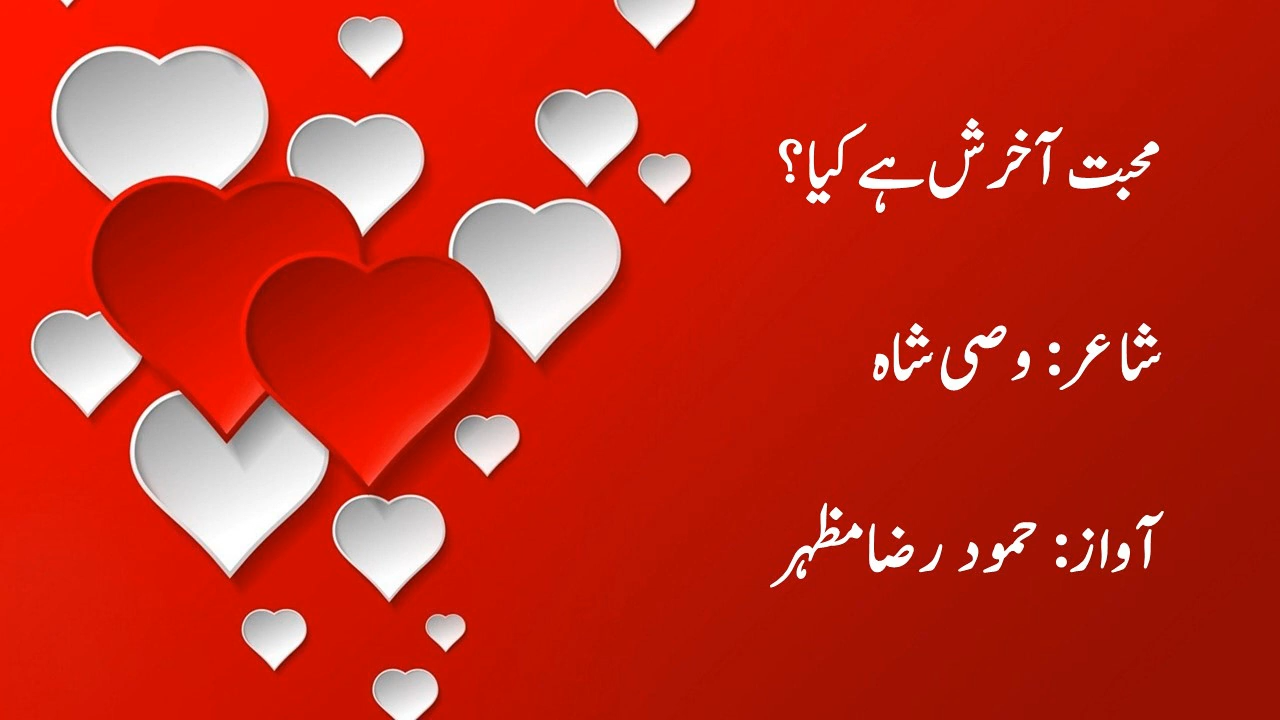 محبت آخرش ہے کیا؟
شاعر: وصی شاہ
آواز: حمود رضا مظہر